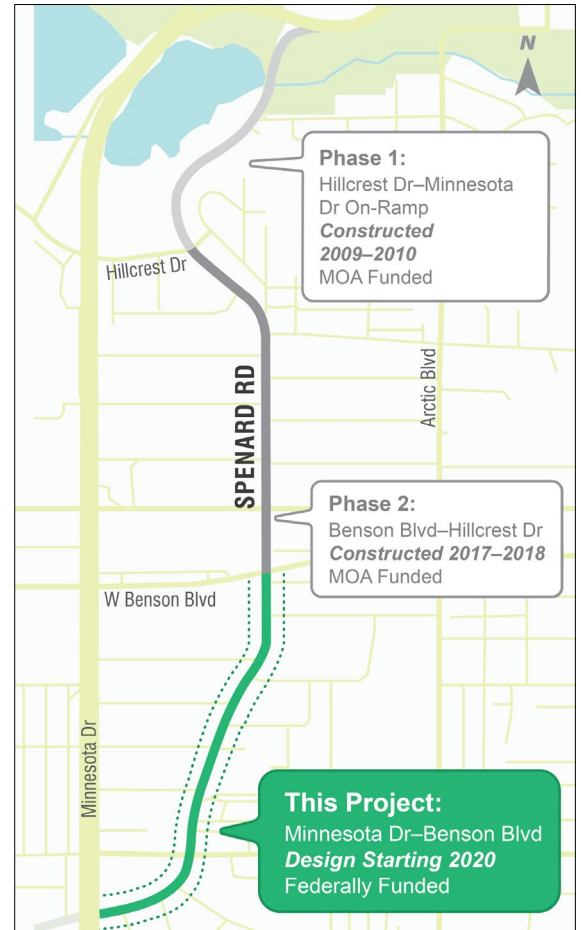 N
Phase 1:
Hillcrest Dr–Minnesota
Dr On-Ramp
Constructed
2009–2010
MOA Funded
Hillcrest Dr
SPENARD RD
Arctic Blvd
Phase 2:
Benson Blvd–Hillcrest Dr
Constructed 2017–2018
MOA Funded
W Benson Blvd
Minnesota Dr
This Project:
Minnesota Dr–Benson Blvd
Design Starting 2020
Federally Funded